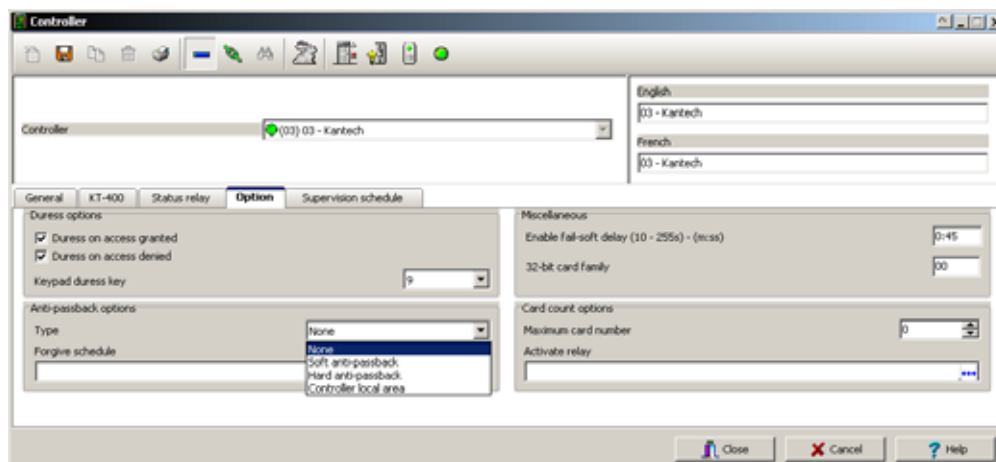 Controller
English
03 - Kantech
Controller
(03) 03 - Kantech
French
03 - Kantech
General
KT-400
Status relay
Option
Supervision schedule
Duress options
Duress on access granted
Duress on access denied
Keypad duress key
9
Miscellaneous
Enable fail-soft delay (10 - 255s) - (m:ss)
0:45
32-bit card family
00
Anti-passback options
Type
None
None
Soft anti-passback
Hard anti-passback
Controller local area
Forgive schedule
Card count options
Maximum card number
0
Activate relay
Close
Cancel
Help